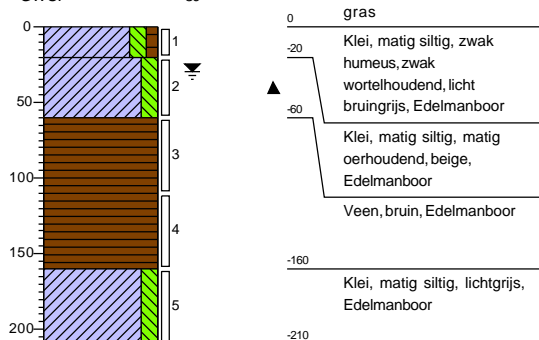 0
50
100
150
200
1
2
3
4
5
0
gras
-20
Klei, matig siltig, zwak
humeus, zwak
wortelhoudend, licht
bruingrijs, Edelmanboor
-60
Klei, matig siltig, matig
oerhoudend, beige,
Edelmanboor
Veen, bruin, Edelmanboor
-160
Klei, matig siltig, lichtgrijs,
Edelmanboor
-210